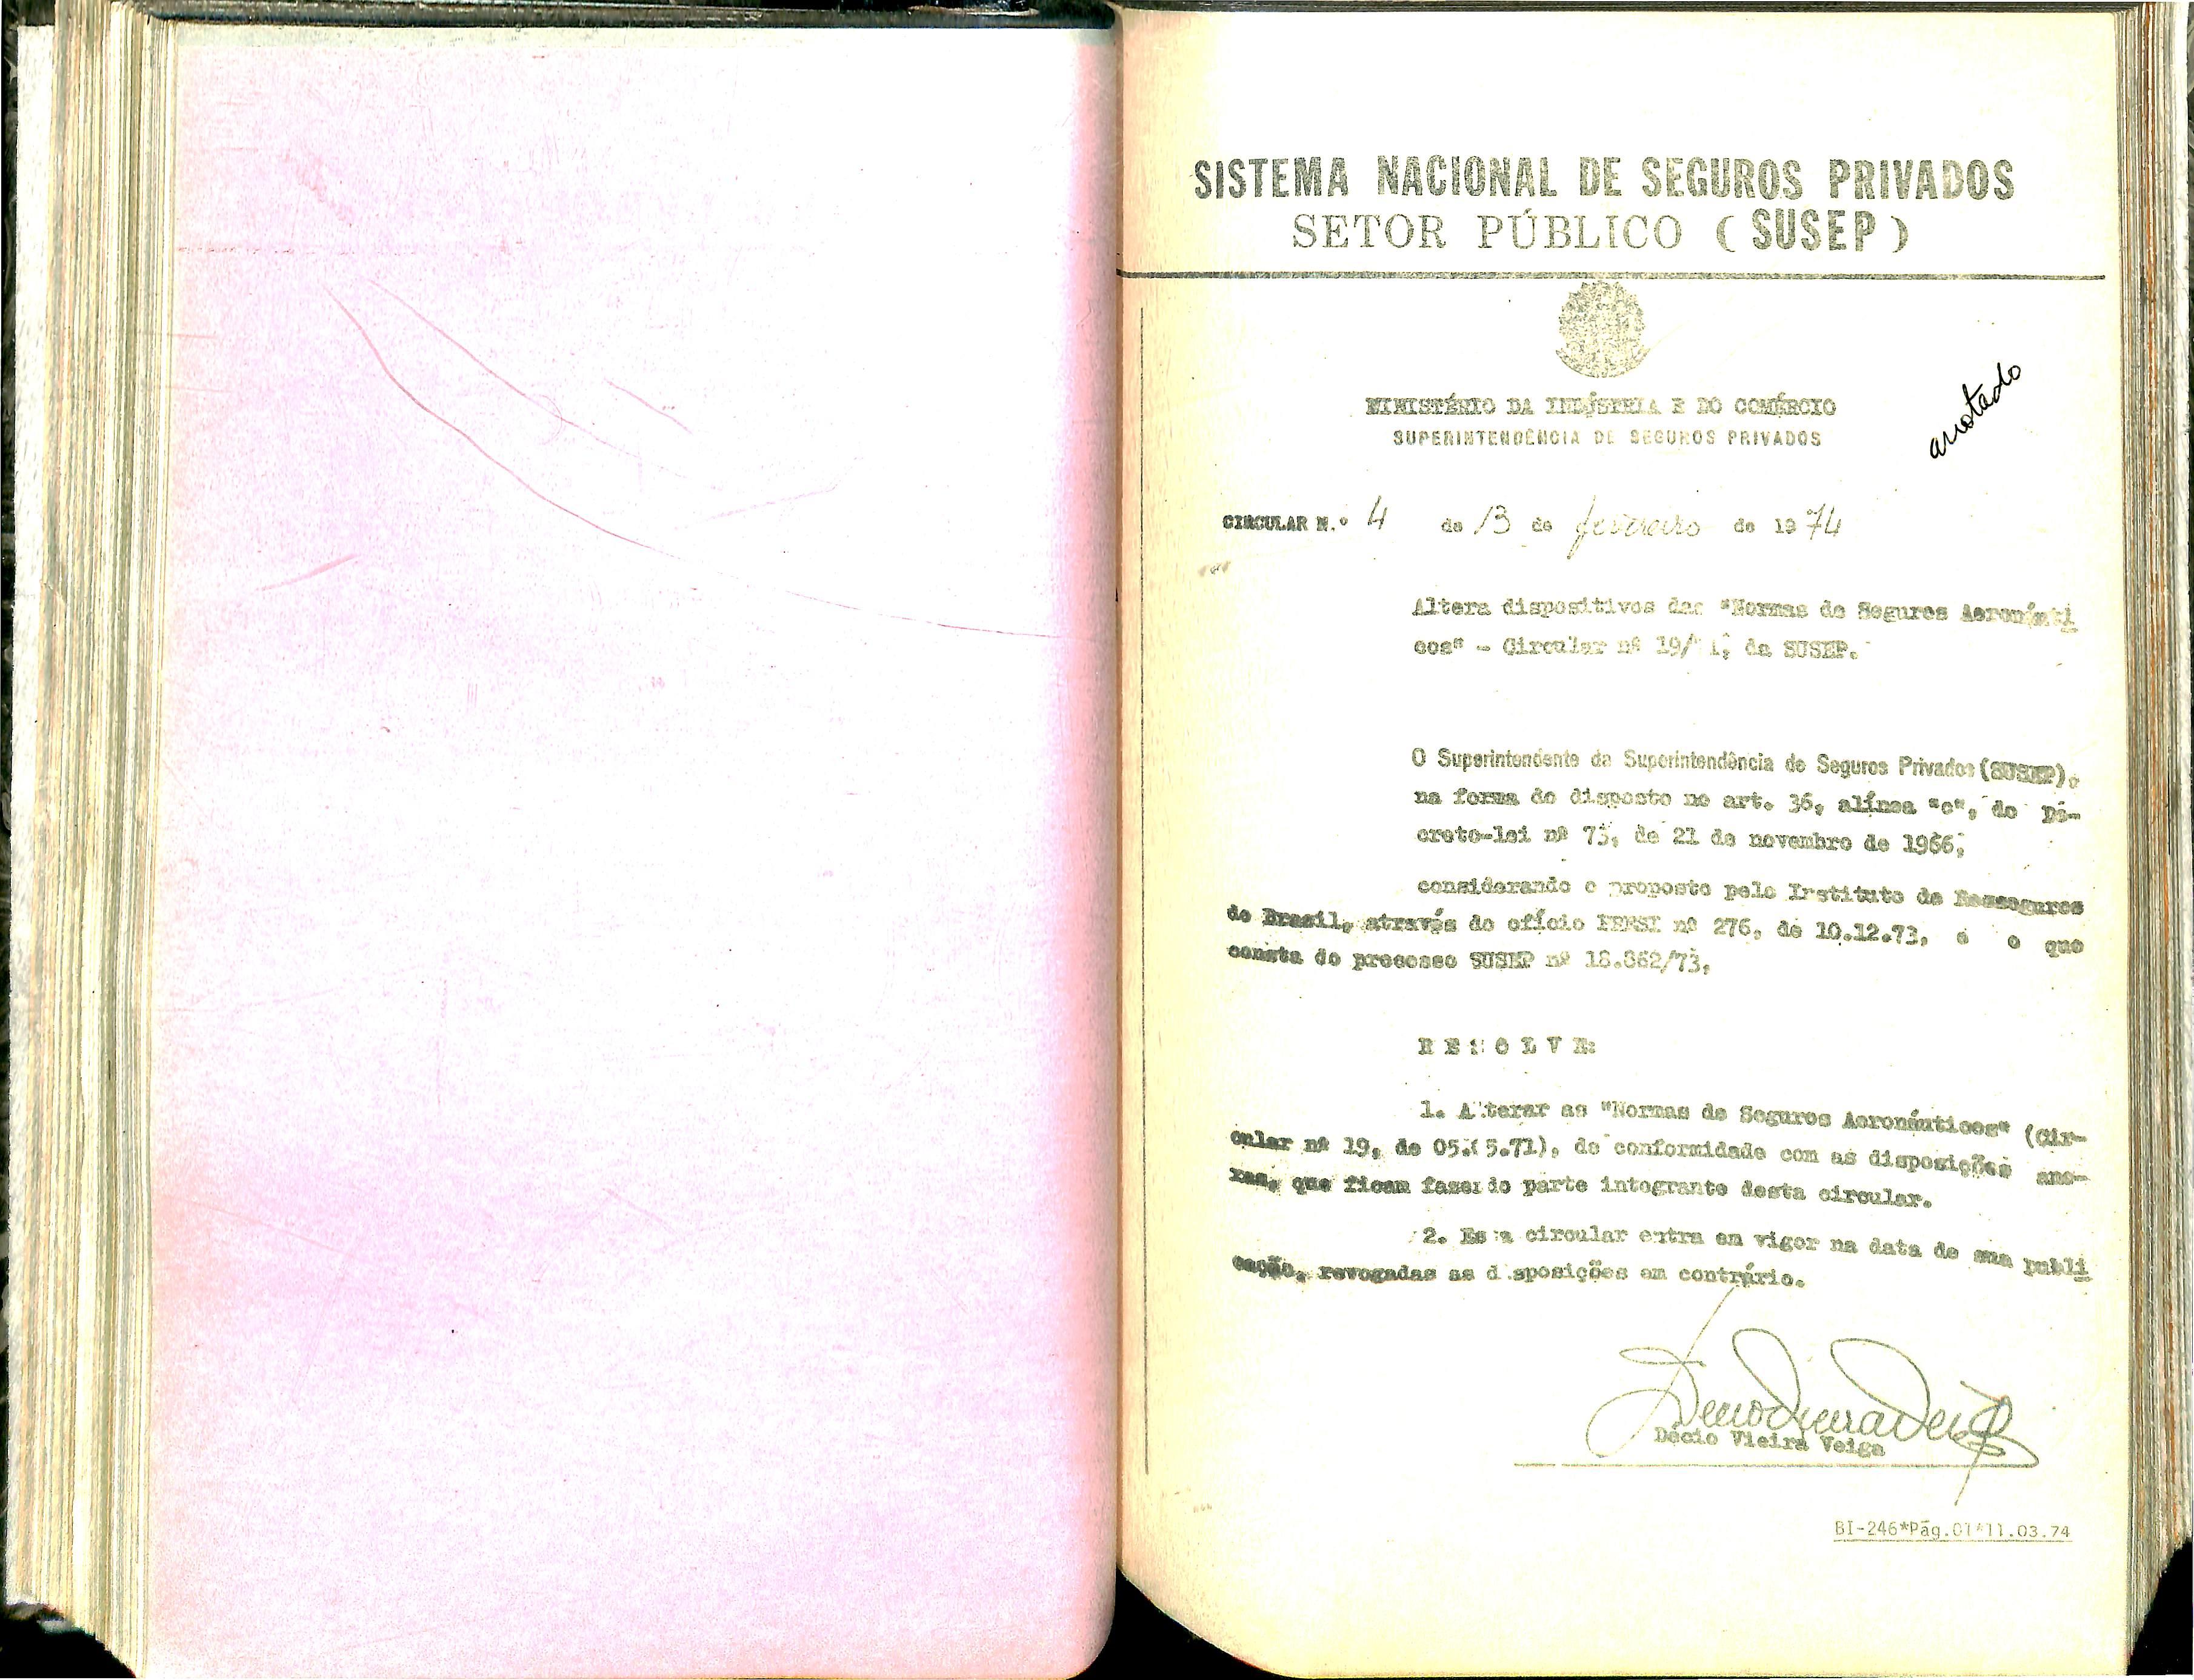 SISTEMA NACIONAL DE SEGUROS PRIVADOS
SETOR PÚBLICO (SUSEP)
MINISTÉRIO DA INDÚSTRIA E DO COMÉRCIO
SUPERINTENDÊNCIA DE SEGUROS PRIVADOS
anotado
CIRCULAR N.º 4 de 13 de fevereiro de 1974
Altera dispositivos das "Normas de Seguros Aeronáuti
cos" - Circular nº 19/71, da SUSEP.
O Superintendente da Superintendência de Seguros Privados (SUSEP),
na forma do disposto no art. 36, alínea "c", do De-
creto-lei nº 73, de 21 de novembro de 1966;
considerando o proposto pelo Instituto de Resseguros
do Brasil, através do ofício nº 276, de 10.12.73, e o que
consta do processo SUSEP nº 18.862/73,
R E S O L V E:
1. Alterar as "Normas de Seguros Aeronáuticos" (Cir-
cular nº 19, de 05.05.71), de conformidade com as disposições ane-
xas, que ficam fazendo parte integrante desta circular.
2. Esta circular entra em vigor na data de sua publi
cação, revogadas as disposições em contrário.
Décio Vieira Veiga
BI-246*Pág.01*11.03.74